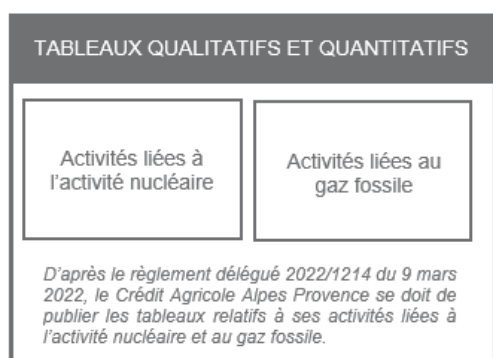 TABLEAUX QUALITATIFS ET QUANTITATIFS
Activités liées à
l'activité nucléaire
Activités liées au
gaz fossile
D'après le règlement délégué 2022/1214 du 9 mars
2022, le Crédit Agricole Alpes Provence se doit de
publier les tableaux relatifs à ses activités liées à
l'activité nucléaire et au gaz fossile.